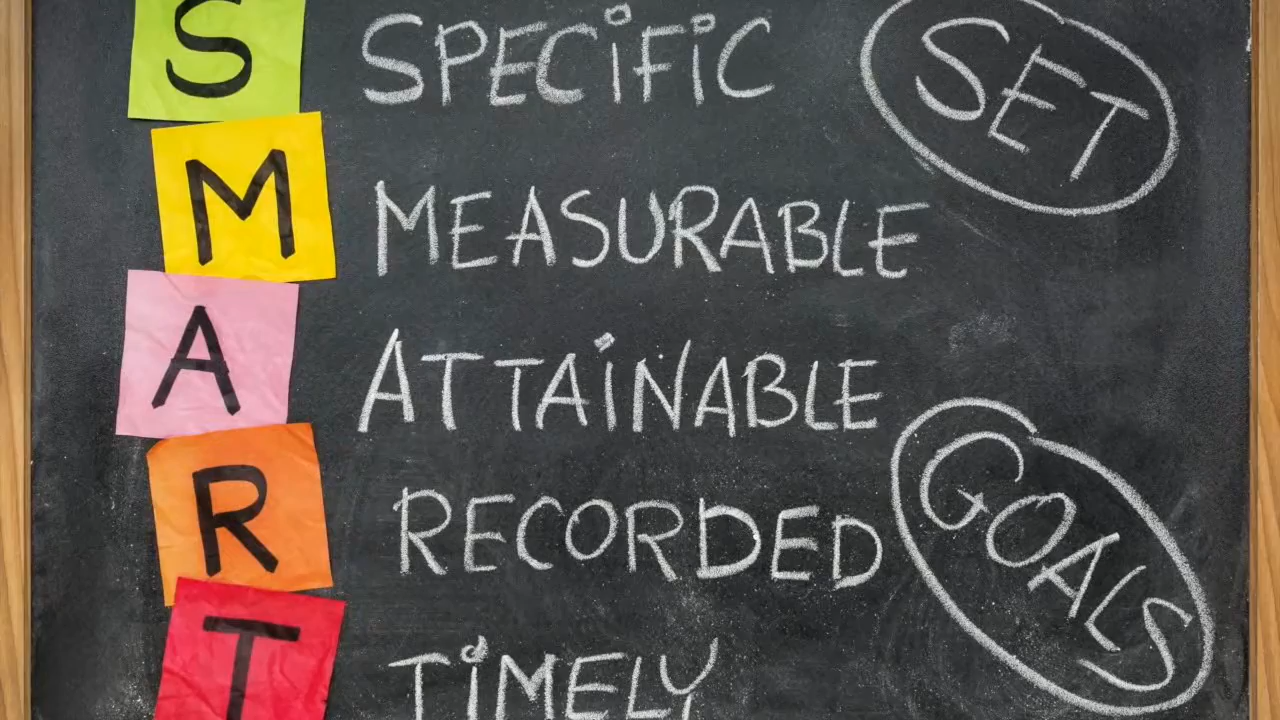 S SPECiFiC
M MEASURABLE
A ATTAiNABLE
R RECORDED
T TiMELY
SET
GOALS